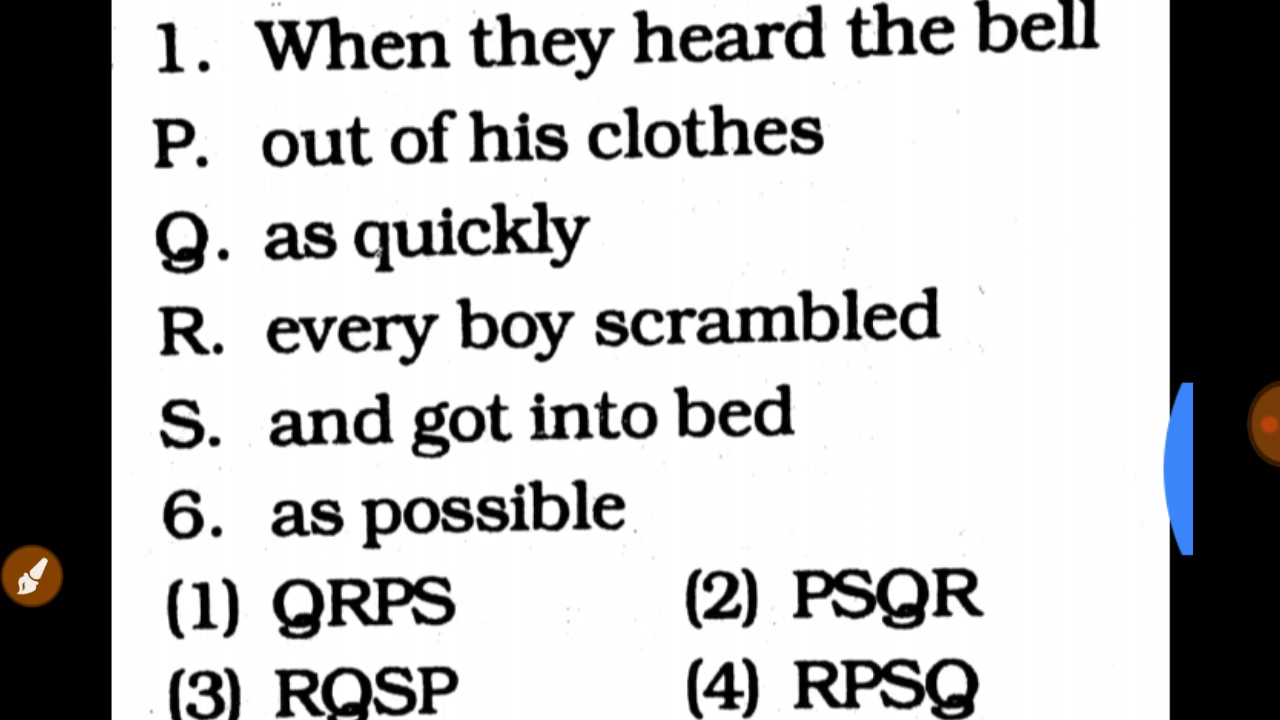 1. When they heard the bell
P. out of his clothes
Q. as quickly
R. every boy scrambled
S. and got into bed
6. as possible
(1) QRPS (2) PSQR
(3) RQSP (4) RPSQ